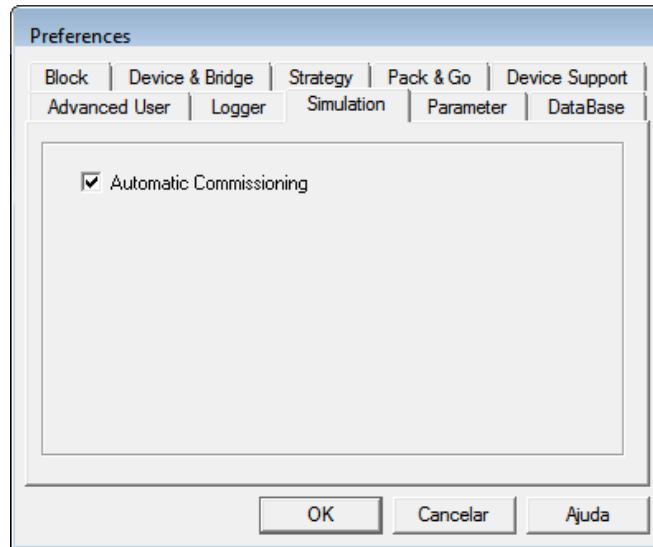 Preferences
Block Device & Bridge Strategy Pack & Go Device Support
Advanced User Logger Simulation Parameter DataBase
Automatic Commissioning
OK Cancelar Ajuda